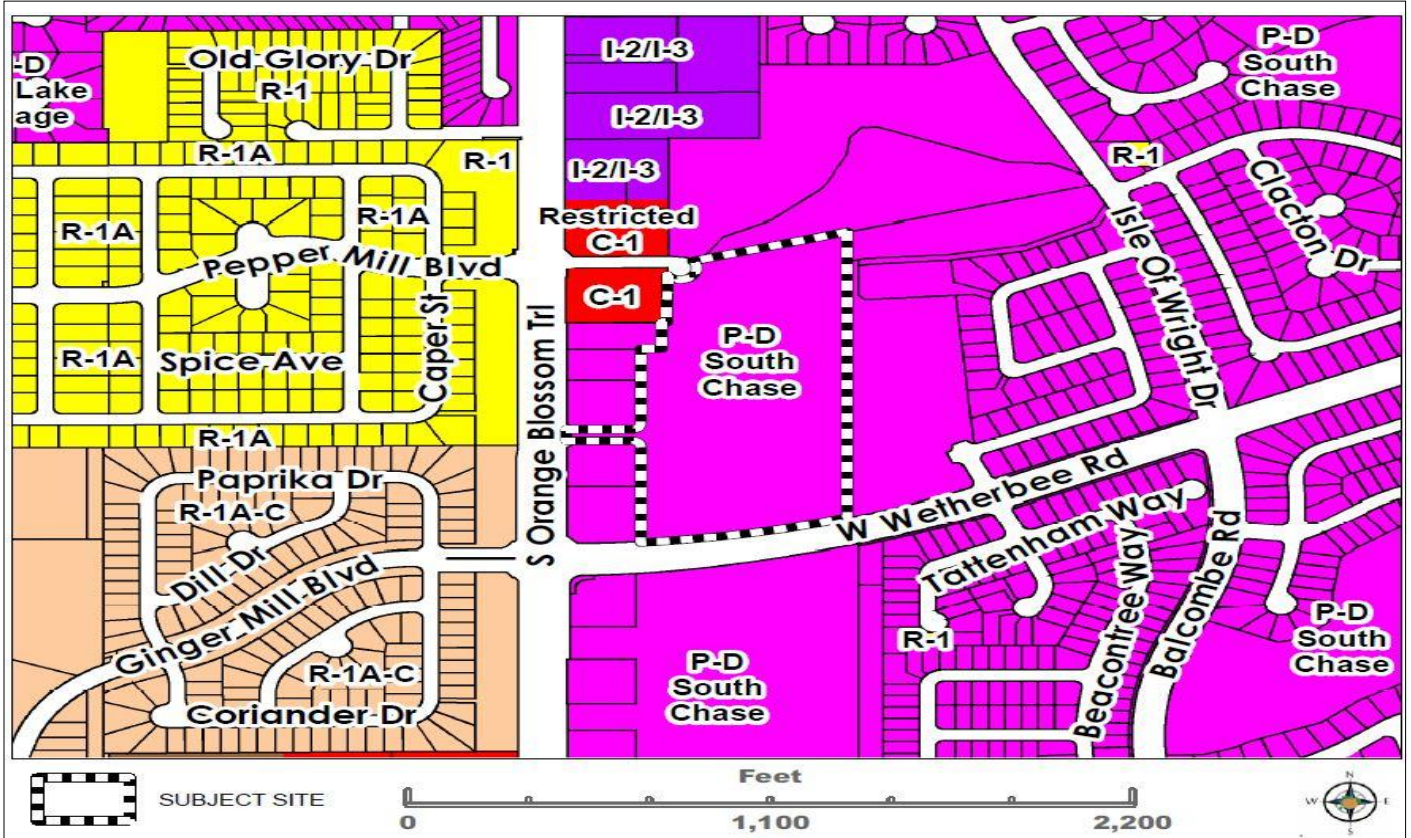 Old Glory Dr
R-1
-D
Lake
age
I-2/I-3
P-D
South
Chase
I-2/I-3
R-1A
R-1
I-2/I-3
R-1
Clacton Dr
R-1A
R-1A
Restricted
C-1
Isle Of Wright Dr
Pepper Mill Blvd
C-1
Caper St
S Orange Blossom Trl
R-1A
Spice Ave
P-D
South
Chase
R-1A
Paprika Dr
R-1A-C
Dill Dr
Ginger Mill Blvd
W Wetherbee Rd
Tattenham Way
Beacontree Way
Balcombe Rd
R-1
R-1A-C
Coriander Dr
P-D
South
Chase
P-D
South
Chase
SUBJECT SITE
Feet
0 1,100 2,200
N
W E
S